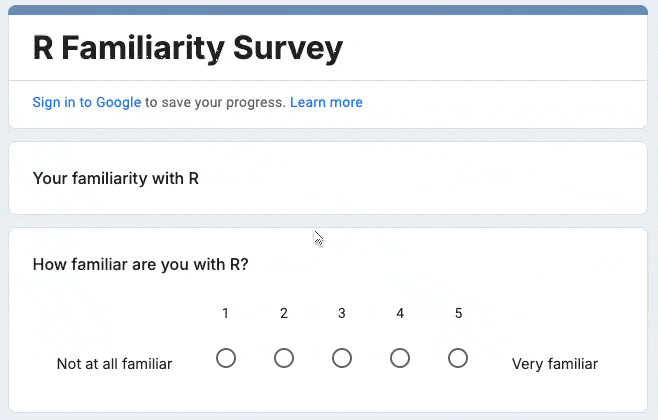 R Familiarity Survey
Sign in to Google to save your progress. Learn more
Your familiarity with R
How familiar are you with R?
1 2 3 4 5
Not at all familiar Very familiar